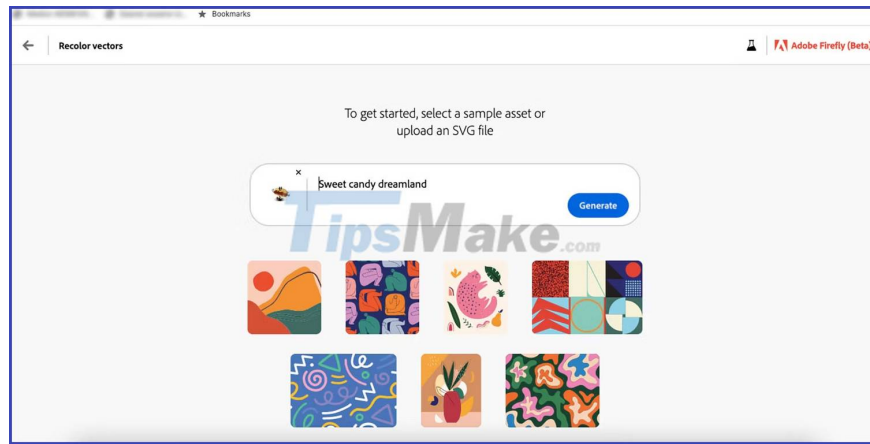 ★ Bookmarks
← Recolor vectors
Adobe Firefly (Beta)
To get started, select a sample asset or
upload an SVG file
×
Sweet candy dreamland
Generate
TipsMake.com